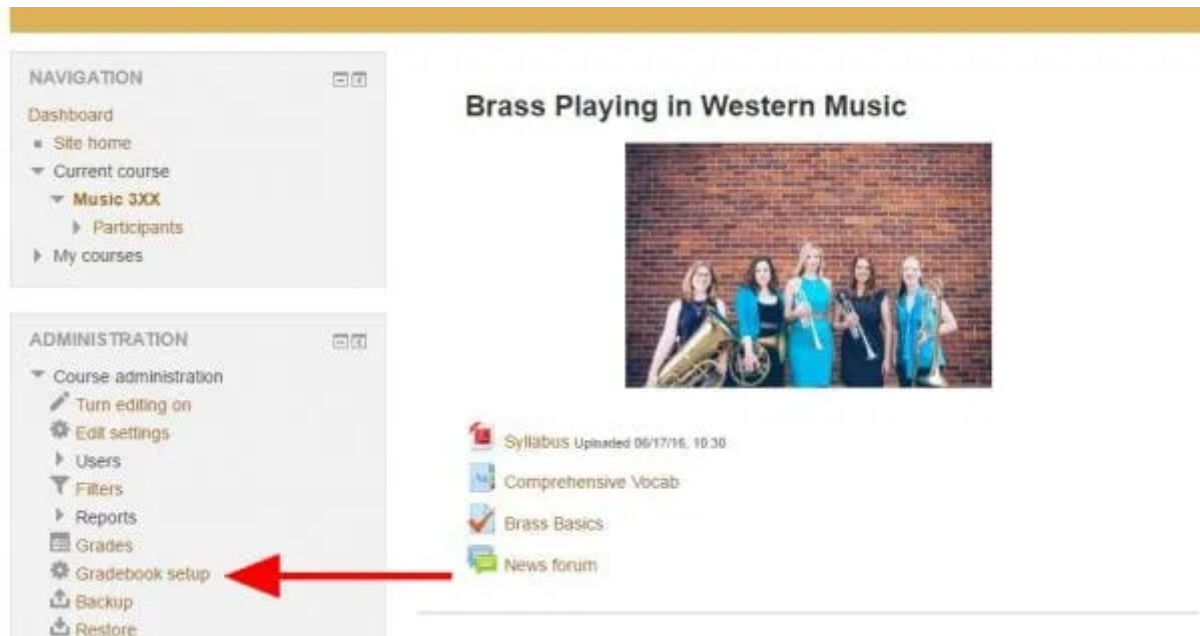 NAVIGATION
Dashboard
Site home
Current course
Music 3XX
Participants
My courses
ADMINISTRATION
Course administration
Turn editing on
Edit settings
Users
Filters
Reports
Grades
Gradebook setup
Backup
Restore
Brass Playing in Western Music
Syllabus Uploaded 06/17/16, 10:30
Comprehensive Vocab
Brass Basics
News forum